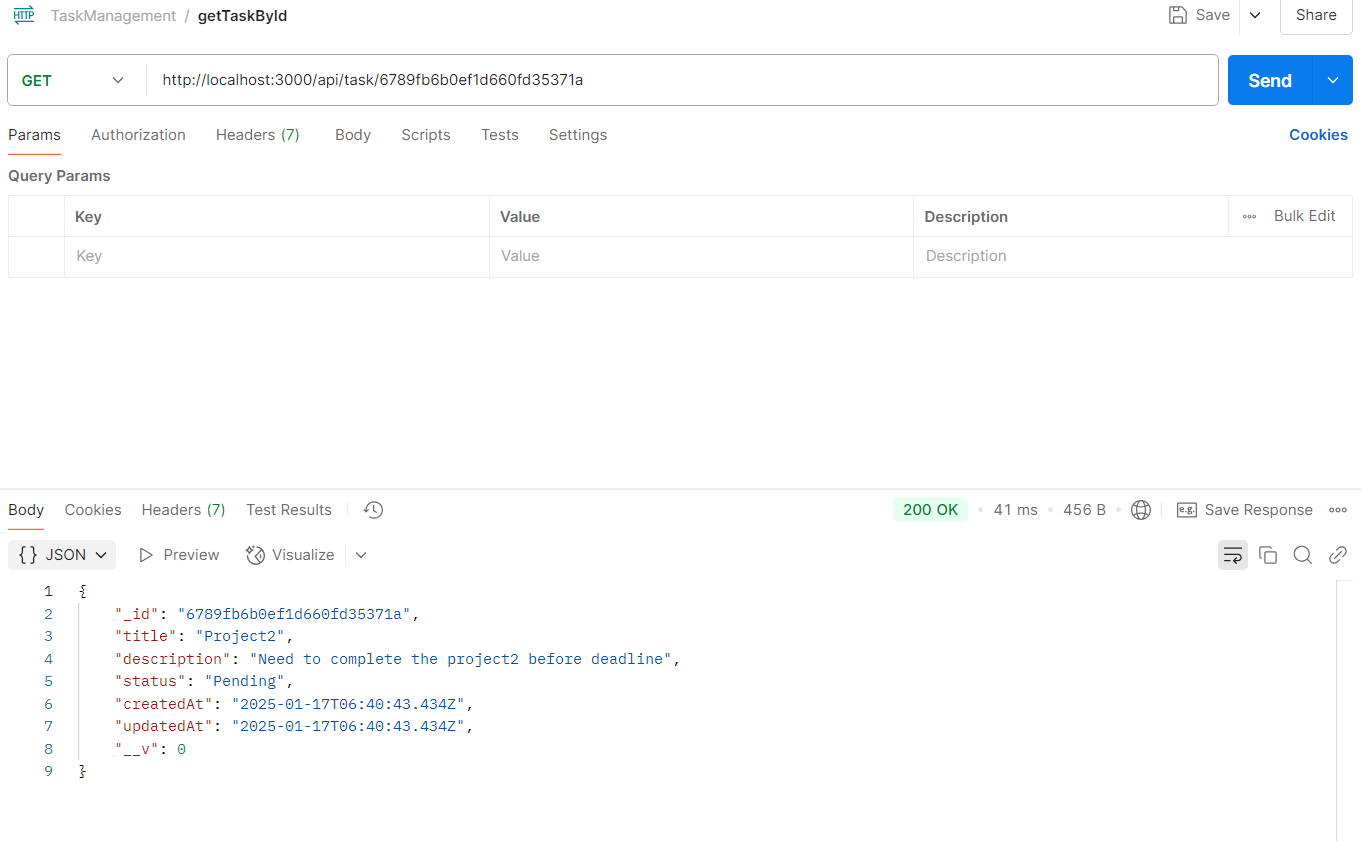 HTTP TaskManagement / getTaskById Save Share
GET http://localhost:3000/api/task/6789fb6b0ef1d660fd35371a Send
Params Authorization Headers (7) Body Scripts Tests Settings Cookies
Query Params
Key Value Description Bulk Edit
Key Value Description
Body Cookies Headers (7) Test Results 200 OK 41 ms 456 B e.g. Save Response
{} JSON Preview Visualize
1 {
2 "_id": "6789fb6b0ef1d660fd35371a",
3 "title": "Project2",
4 "description": "Need to complete the project2 before deadline",
5 "status": "Pending",
6 "createdAt": "2025-01-17T06:40:43.434Z",
7 "updatedAt": "2025-01-17T06:40:43.434Z",
8 "__v": 0
9 }